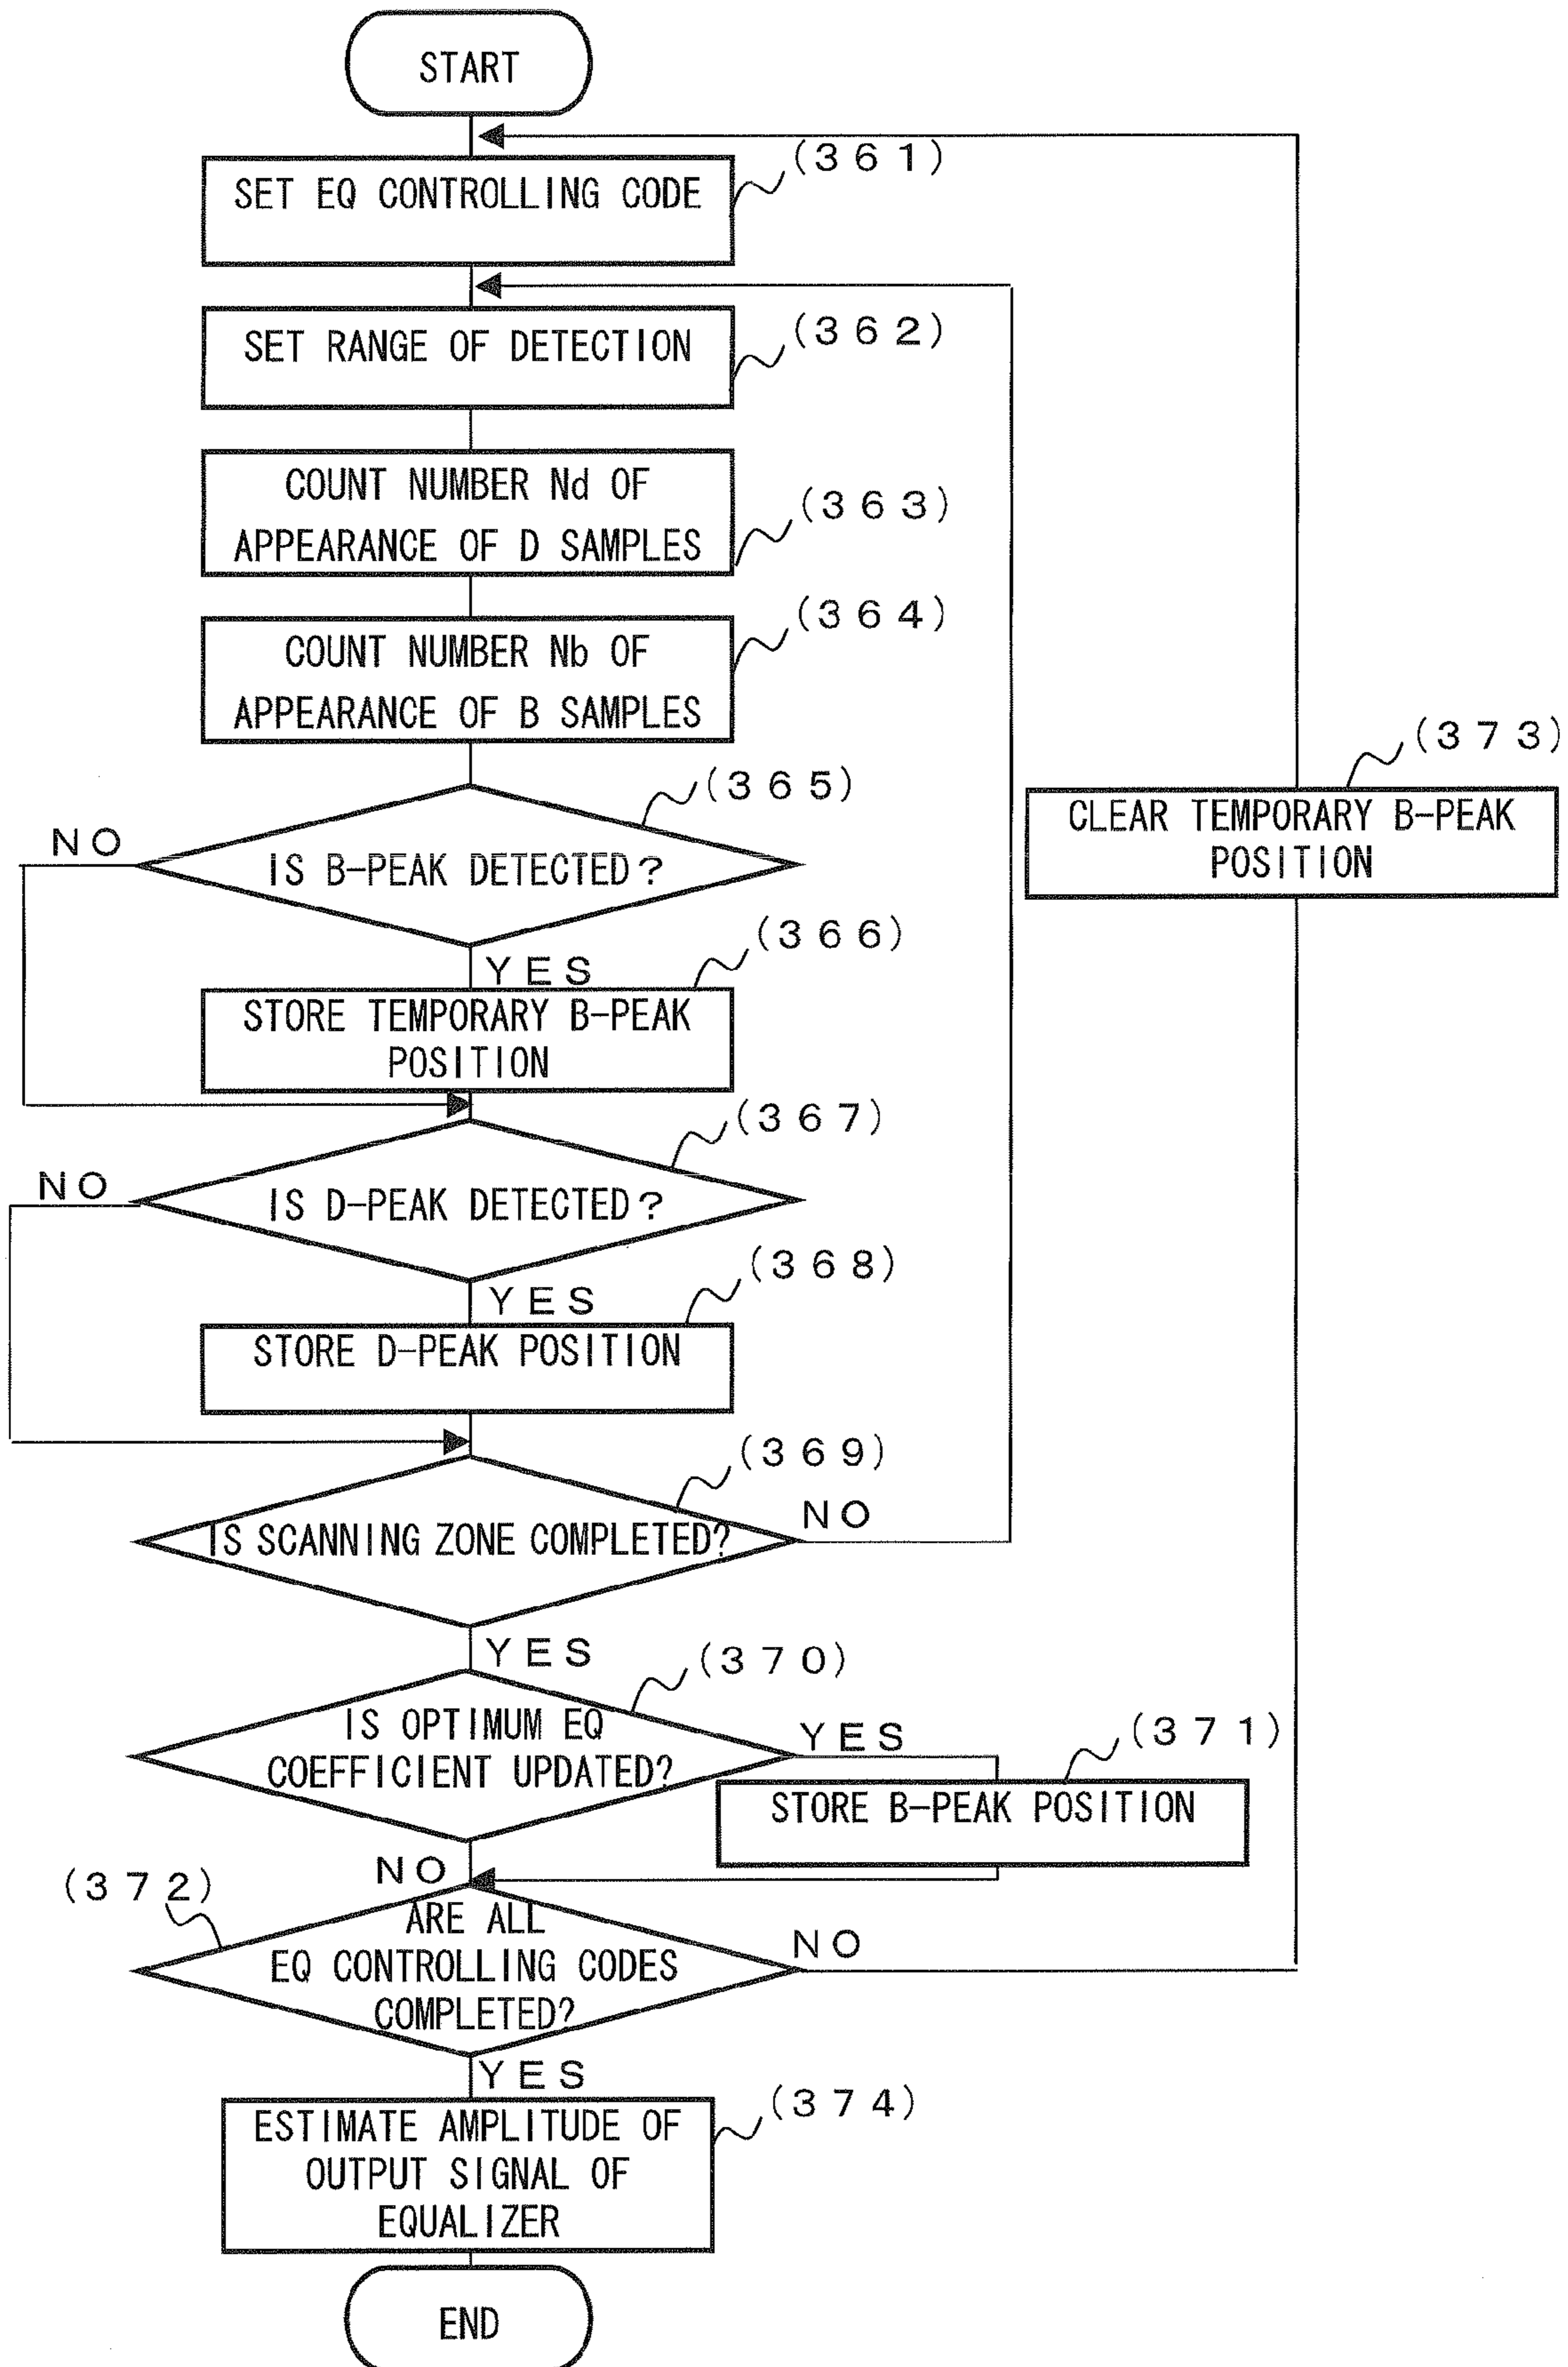 START
SET EQ CONTROLLING CODE
(361)
SET RANGE OF DETECTION
(362)
COUNT NUMBER Nd OF
APPEARANCE OF D SAMPLES
(363)
COUNT NUMBER Nb OF
APPEARANCE OF B SAMPLES
(364)
(373)
CLEAR TEMPORARY B-PEAK
POSITION
(365)
NO
IS B-PEAK DETECTED?
YES
(366)
STORE TEMPORARY B-PEAK
POSITION
(367)
NO
IS D-PEAK DETECTED?
YES
(368)
STORE D-PEAK POSITION
(369)
IS SCANNING ZONE COMPLETED?
NO
YES
(370)
IS OPTIMUM EQ
COEFFICIENT UPDATED?
YES
(371)
STORE B-PEAK POSITION
NO
(372)
ARE ALL
EQ CONTROLLING CODES
COMPLETED?
NO
YES
(374)
ESTIMATE AMPLITUDE OF
OUTPUT SIGNAL OF
EQUALIZER
END